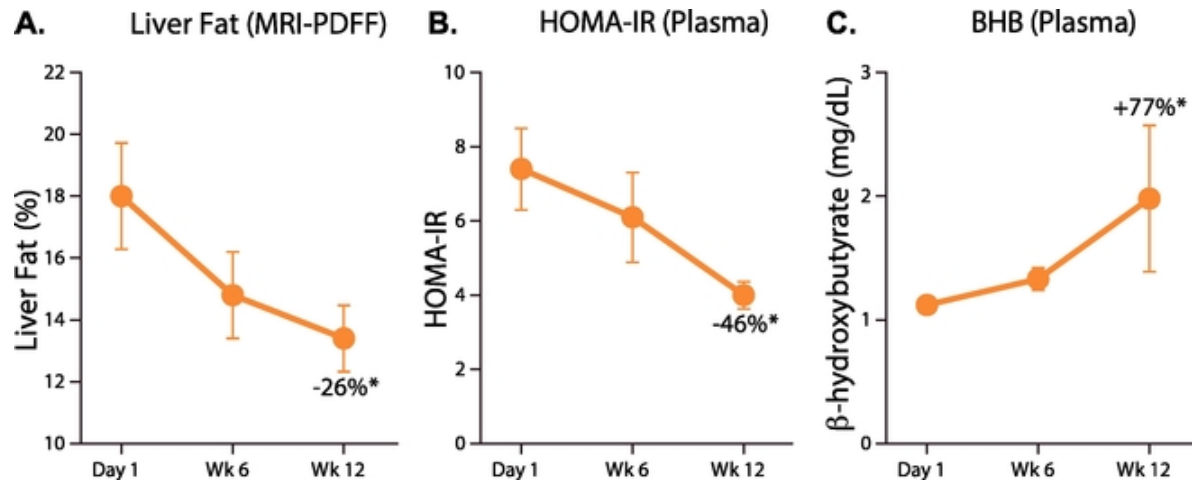 A. Liver Fat (MRI-PDFF)
Liver Fat (%)
22
20
18
16
14
12
10
-26%*
Day 1 Wk 6 Wk 12
B. HOMA-IR (Plasma)
HOMA-IR
10
8
6
4
2
0
-46%*
Day 1 Wk 6 Wk 12
C. BHB (Plasma)
β-hydroxybutyrate (mg/dL)
3
2
1
0
+77%*
Day 1 Wk 6 Wk 12